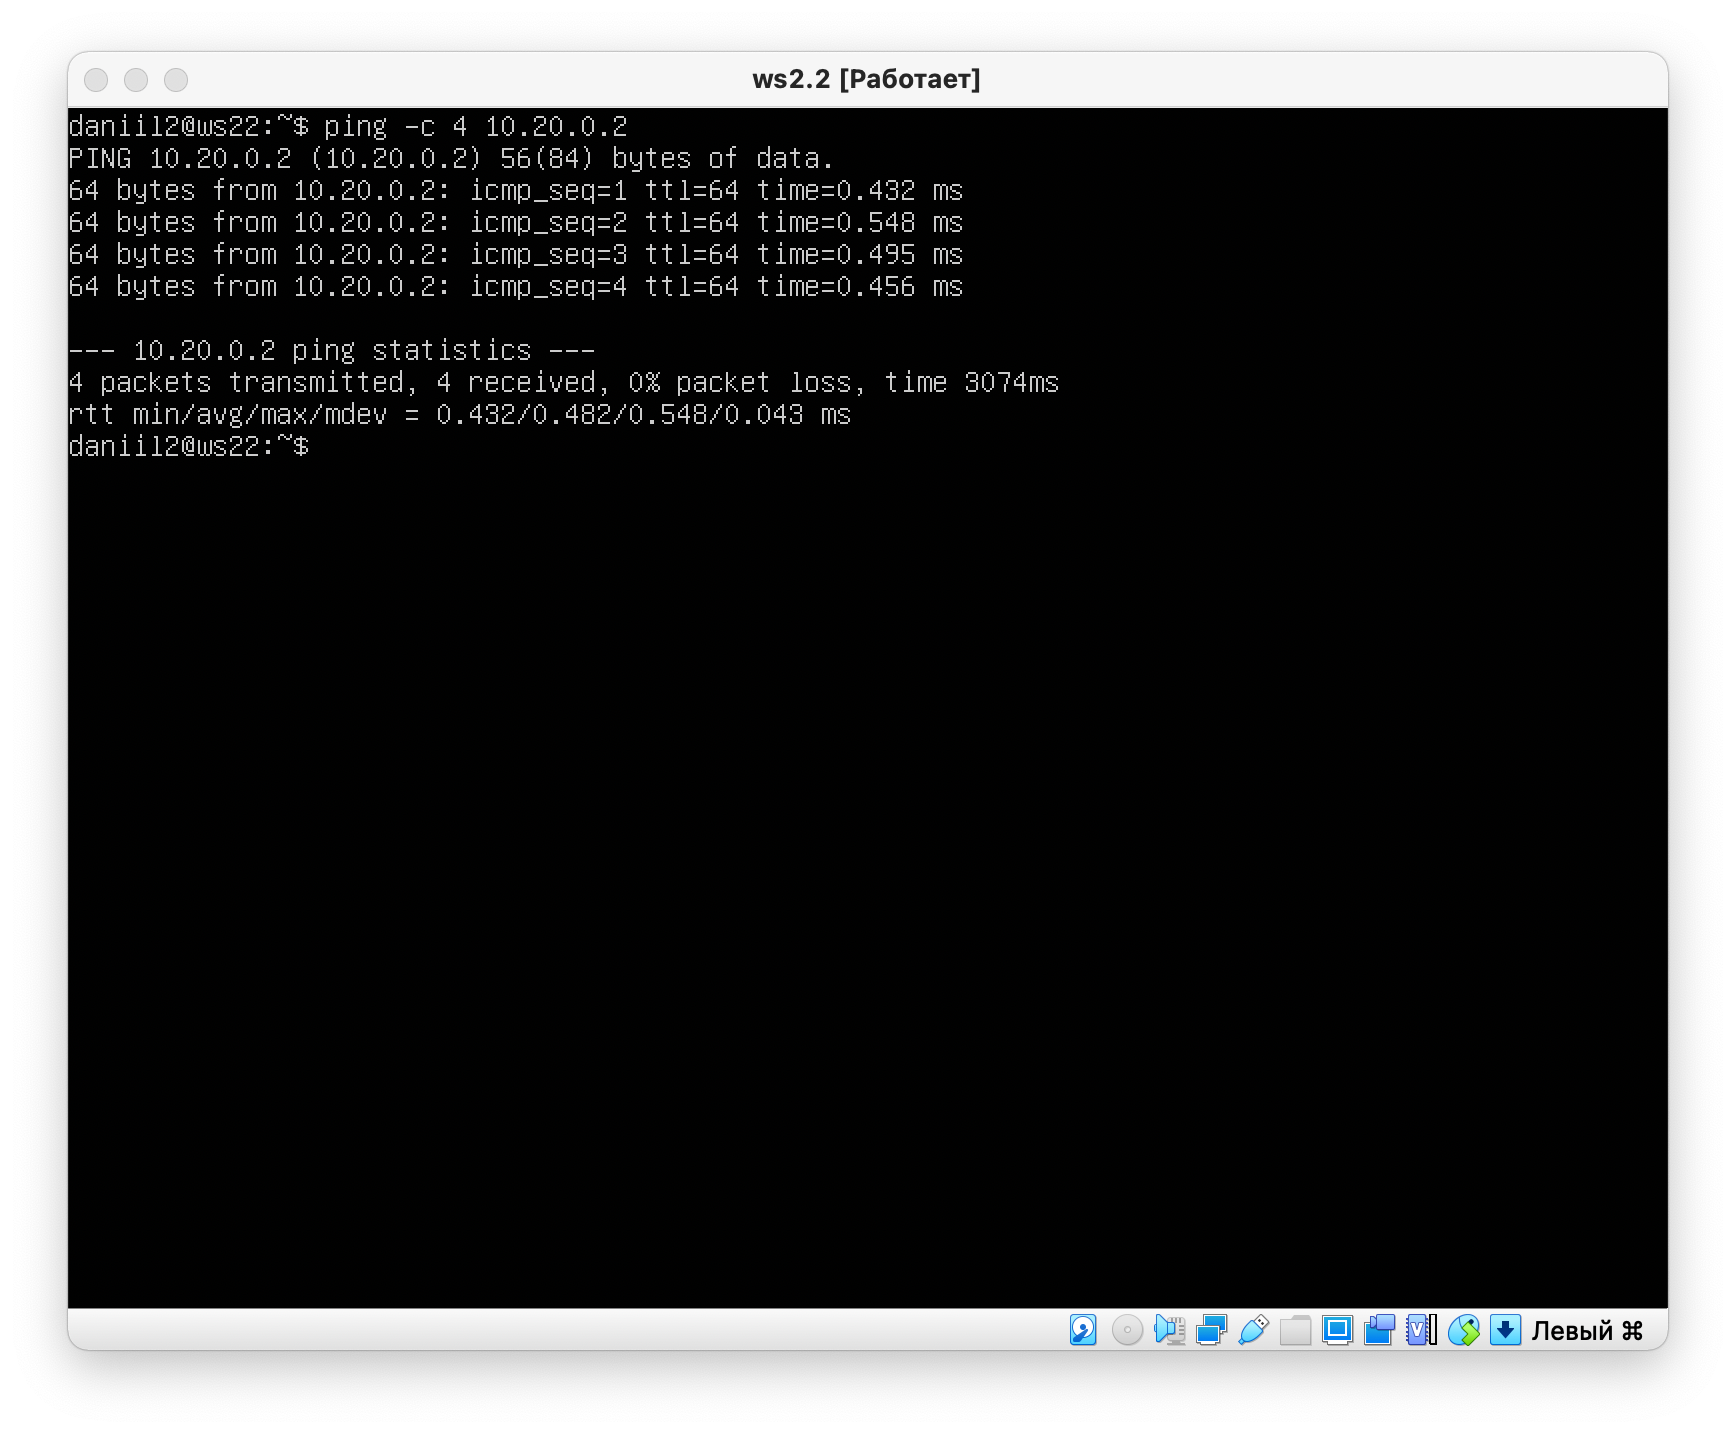 ws2.2 [Работает]
daniil2@ws22:~$ ping -c 4 10.20.0.2
PING 10.20.0.2 (10.20.0.2) 56(84) bytes of data.
64 bytes from 10.20.0.2: icmp_seq=1 ttl=64 time=0.432 ms
64 bytes from 10.20.0.2: icmp_seq=2 ttl=64 time=0.548 ms
64 bytes from 10.20.0.2: icmp_seq=3 ttl=64 time=0.495 ms
64 bytes from 10.20.0.2: icmp_seq=4 ttl=64 time=0.456 ms
--- 10.20.0.2 ping statistics ---
4 packets transmitted, 4 received, 0% packet loss, time 3074ms
rtt min/avg/max/mdev = 0.432/0.482/0.548/0.043 ms
daniil2@ws22:~$
Левый ⌘